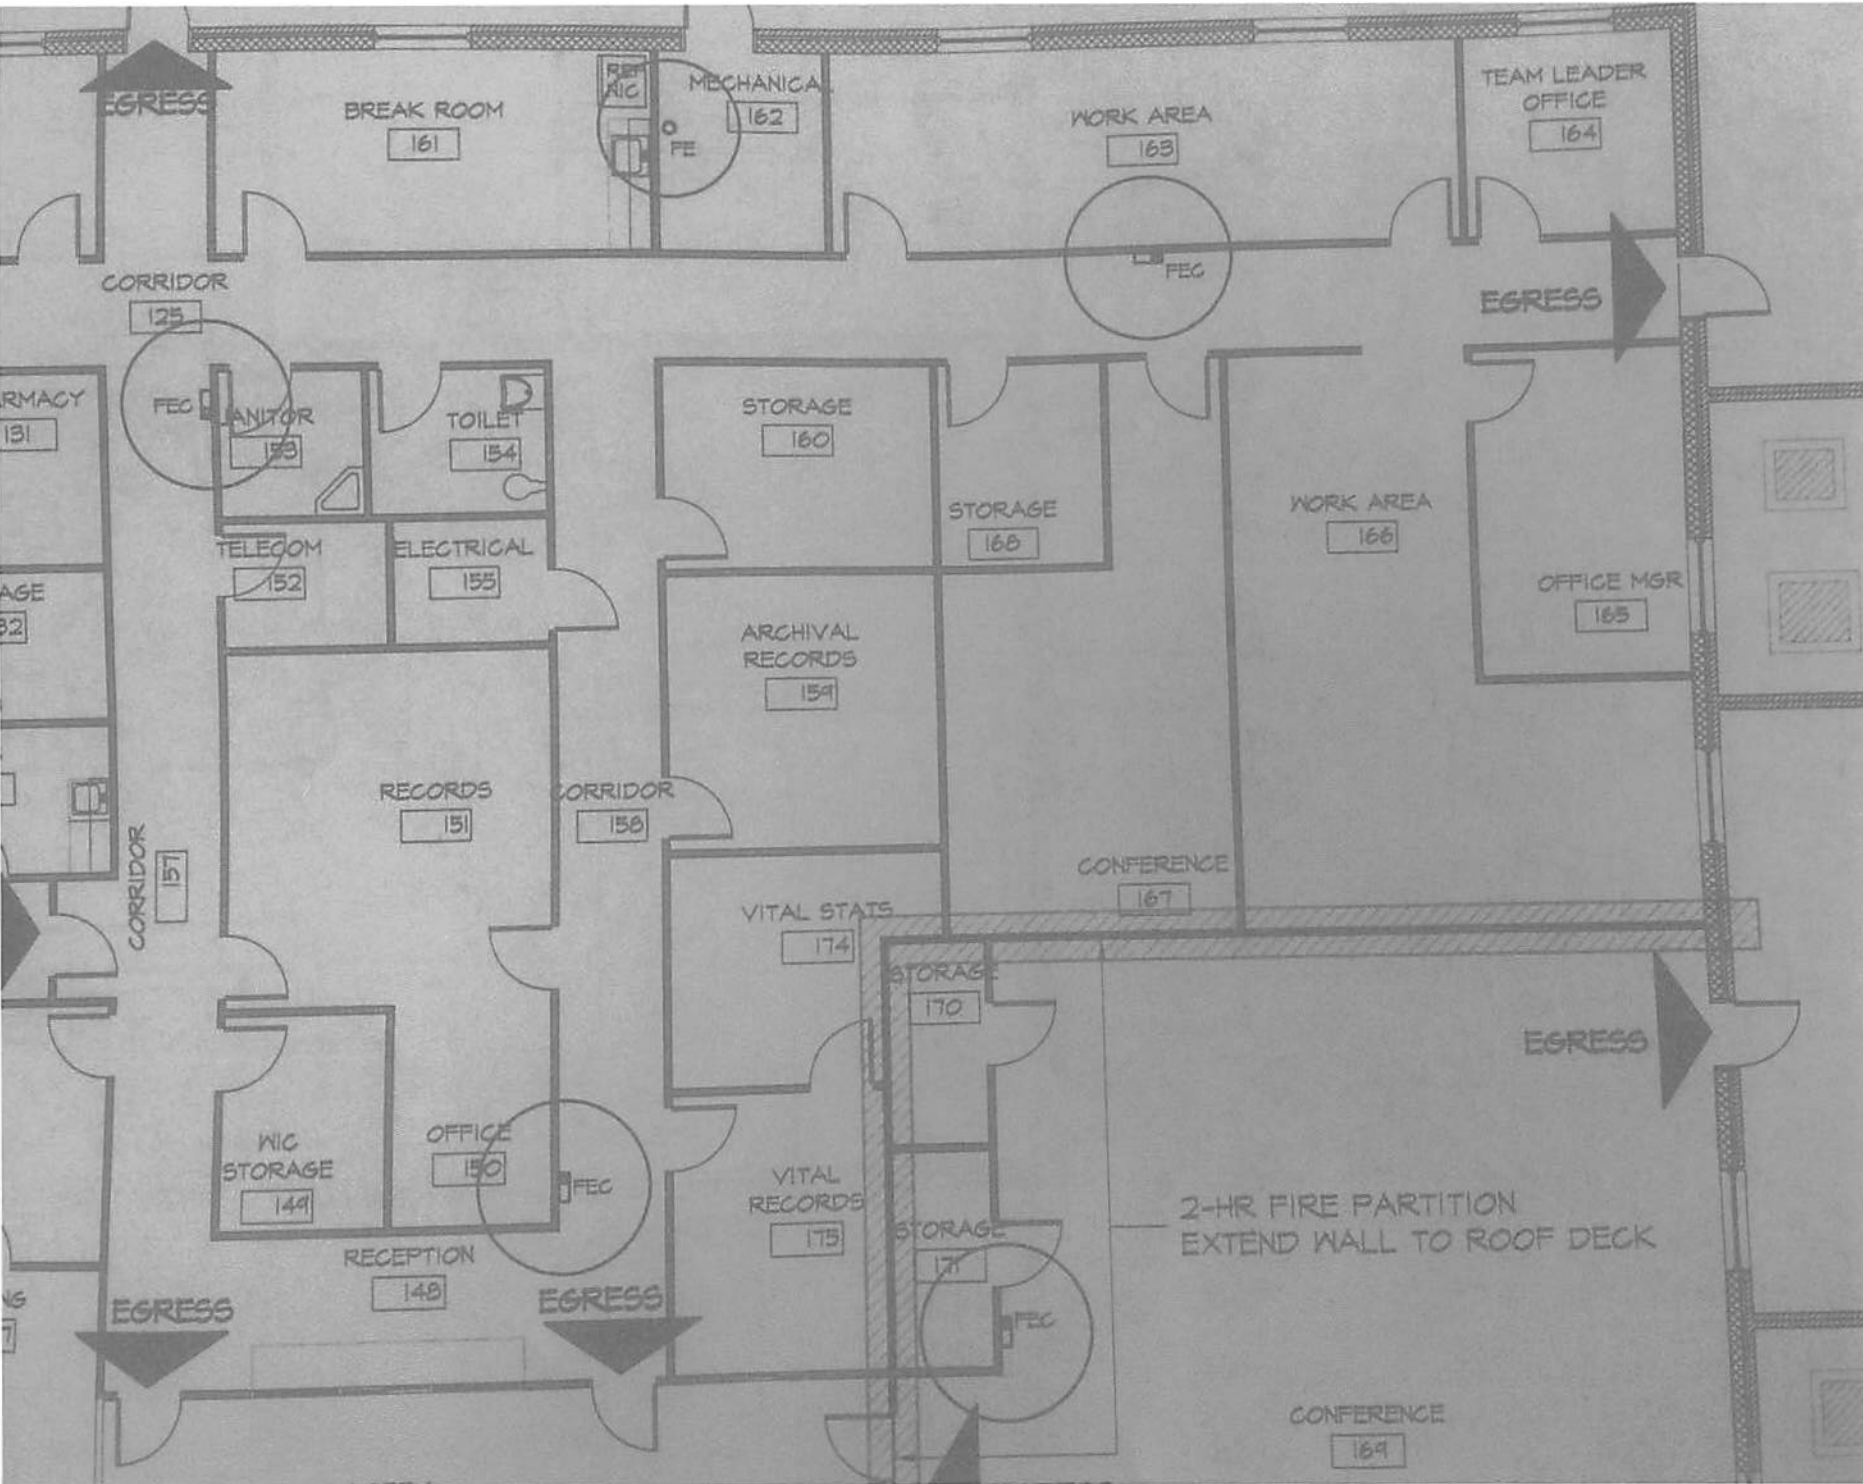 EGRESS
BREAK ROOM
161
MECHANICAL
162
FE
WORK AREA
163
TEAM LEADER
OFFICE
164
CORRIDOR
125
FEC
EGRESS
131
FEC
JANITOR
153
TOILET
154
STORAGE
160
STORAGE
168
WORK AREA
166
TELECOM
152
ELECTRICAL
155
OFFICE MGR
165
ARCHIVAL
RECORDS
159
RECORDS
151
CORRIDOR
158
CORRIDOR
157
CONFERENCE
167
VITAL STATS
174
STORAGE
170
EGRESS
WIC
STORAGE
149
OFFICE
150
FEC
VITAL
RECORDS
175
STORAGE
171
2-HR FIRE PARTITION
EXTEND WALL TO ROOF DECK
RECEPTION
148
EGRESS
EGRESS
FEC
CONFERENCE
169